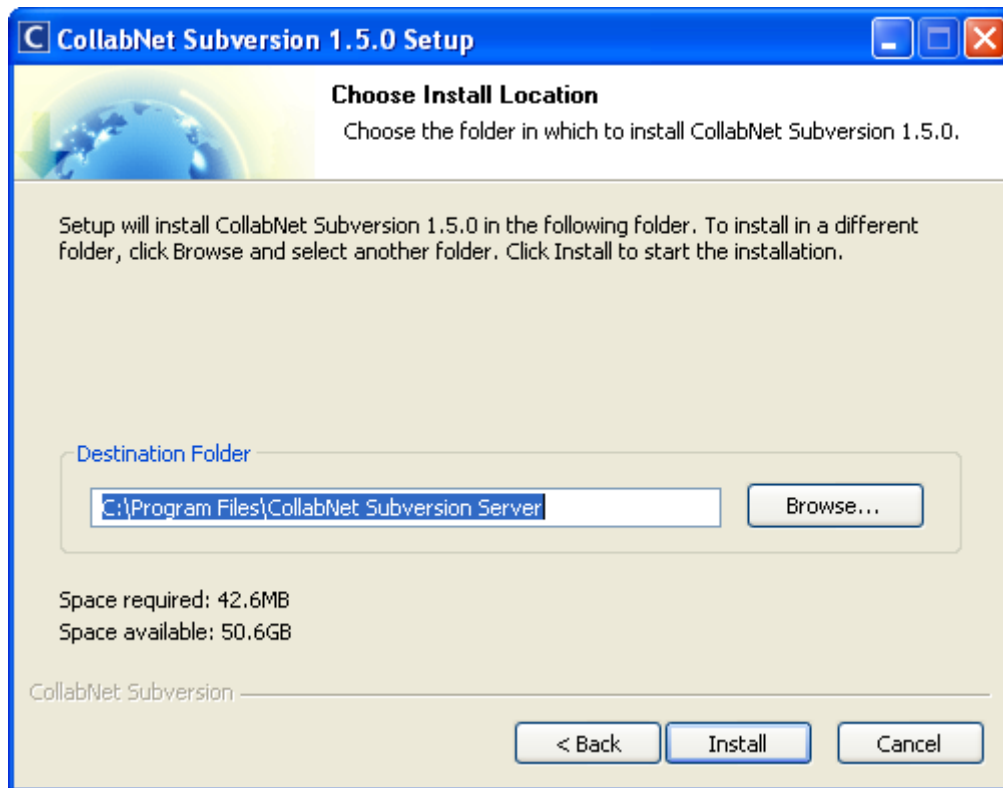 C CollabNet Subversion 1.5.0 Setup
Choose Install Location
Choose the folder in which to install CollabNet Subversion 1.5.0.
Setup will install CollabNet Subversion 1.5.0 in the following folder. To install in a different
folder, click Browse and select another folder. Click Install to start the installation.
Destination Folder
C:\Program Files\CollabNet Subversion Server
Browse...
Space required: 42.6MB
Space available: 50.6GB
CollabNet Subversion
< Back Install Cancel